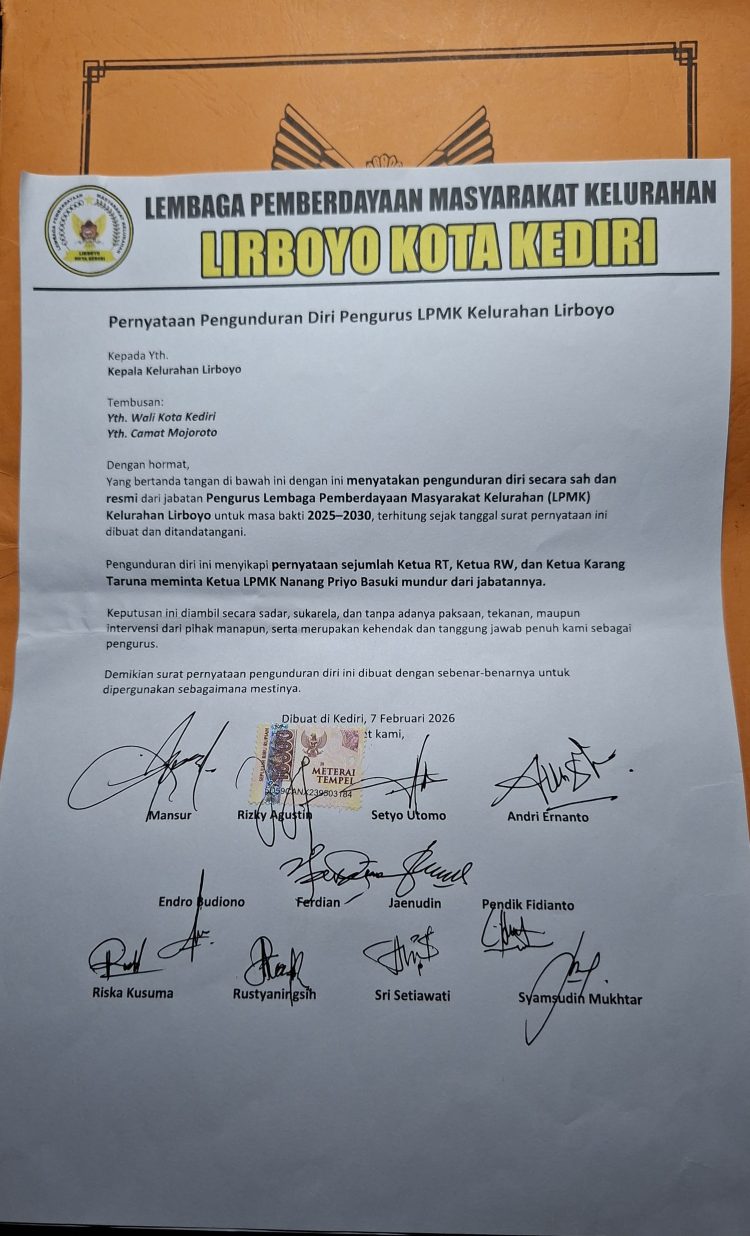 LEMBAGA PEMBERDAYAAN MASYARAKAT KELURAHAN
LIRBOYO KOTA KEDIRI
LIRBOYO
KOTA KEDIRI
Pernyataan Pengunduran Diri Pengurus LPMK Kelurahan Lirboyo
Kepada Yth.
Kepala Kelurahan Lirboyo
Tembusan:
Yth. Wali Kota Kediri
Yth. Camat Mojoroto
Dengan hormat,
Yang bertanda tangan di bawah ini dengan ini menyatakan pengunduran diri secara sah dan
resmi dari jabatan Pengurus Lembaga Pemberdayaan Masyarakat Kelurahan (LPMK)
Kelurahan Lirboyo untuk masa bakti 2025–2030, terhitung sejak tanggal surat pernyataan ini
dibuat dan ditandatangani.
Pengunduran diri ini menyikapi pernyataan sejumlah Ketua RT, Ketua RW, dan Ketua Karang
Taruna meminta Ketua LPMK Nanang Priyo Basuki mundur dari jabatannya.
Keputusan ini diambil secara sadar, sukarela, dan tanpa adanya paksaan, tekanan, maupun
intervensi dari pihak manapun, serta merupakan kehendak dan tanggung jawab penuh kami sebagai
pengurus.
Demikian surat pernyataan pengunduran diri ini dibuat dengan sebenar-benarnya untuk
dipergunakan sebagaimana mestinya.
Dibuat di Kediri, 7 Februari 2026
kami,
10000
METERAI
TEMPEL
Mansur Rizky Agustin Setyo Utomo Andri Ernanto
Endro Budiono Ferdian Jaenudin Pendik Fidianto
Riska Kusuma Rustyaningsih Sri Setiawati Syamsudin Mukhtar